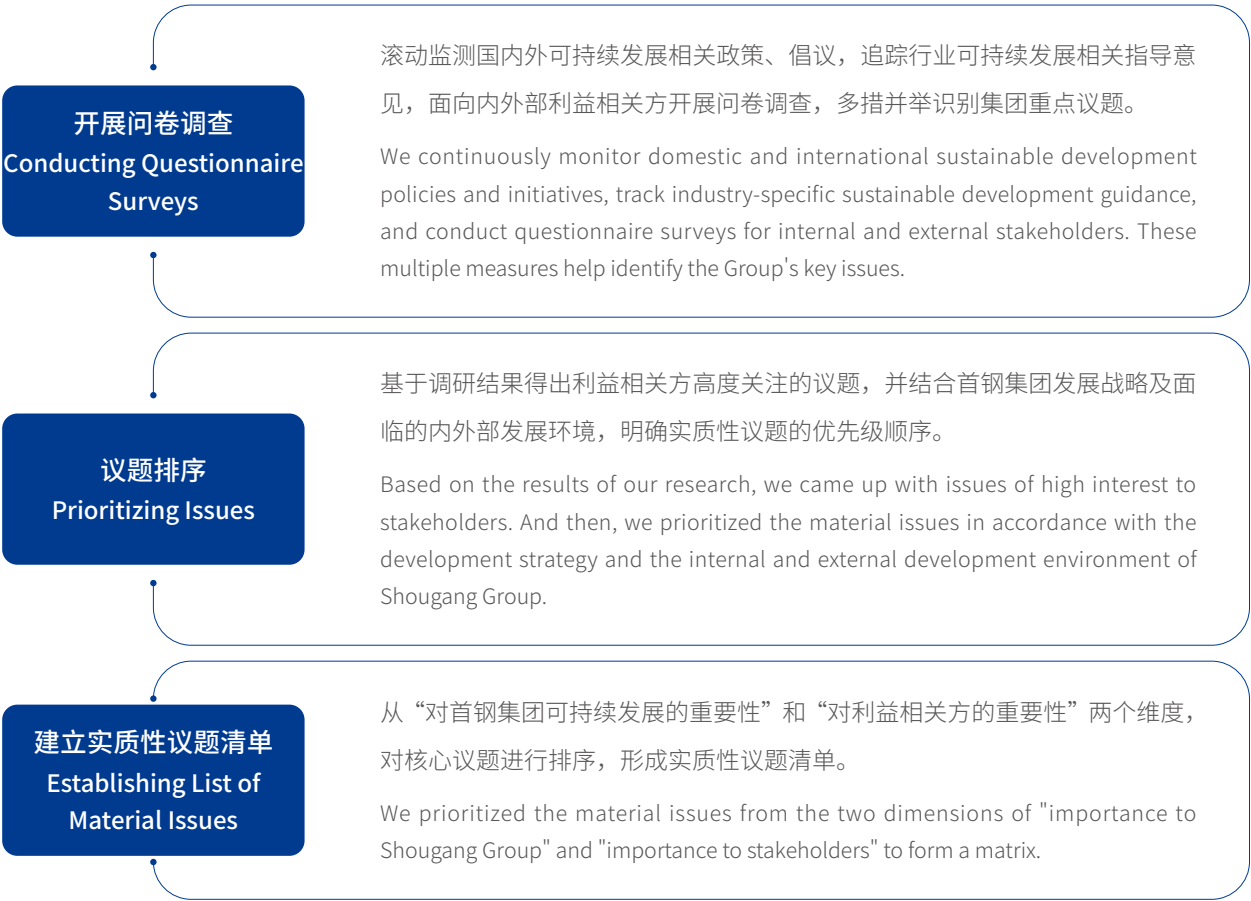 开展问卷调查
Conducting Questionnaire
Surveys
滚动监测国内外可持续发展相关政策、倡议，追踪行业可持续发展相关指导意
见，面向内外部利益相关方开展问卷调查，多措并举识别集团重点议题。
We continuously monitor domestic and international sustainable development
policies and initiatives, track industry-specific sustainable development guidance,
and conduct questionnaire surveys for internal and external stakeholders. These
multiple measures help identify the Group's key issues.
议题排序
Prioritizing Issues
基于调研结果得出利益相关方高度关注的议题，并结合首钢集团发展战略及面
临的内外部发展环境，明确实质性议题的优先级顺序。
Based on the results of our research, we came up with issues of high interest to
stakeholders. And then, we prioritized the material issues in accordance with the
development strategy and the internal and external development environment of
Shougang Group.
建立实质性议题清单
Establishing List of
Material Issues
从“对首钢集团可持续发展的重要性”和“对利益相关方的重要性”两个维度，
对核心议题进行排序，形成实质性议题清单。
We prioritized the material issues from the two dimensions of "importance to
Shougang Group" and "importance to stakeholders" to form a matrix.